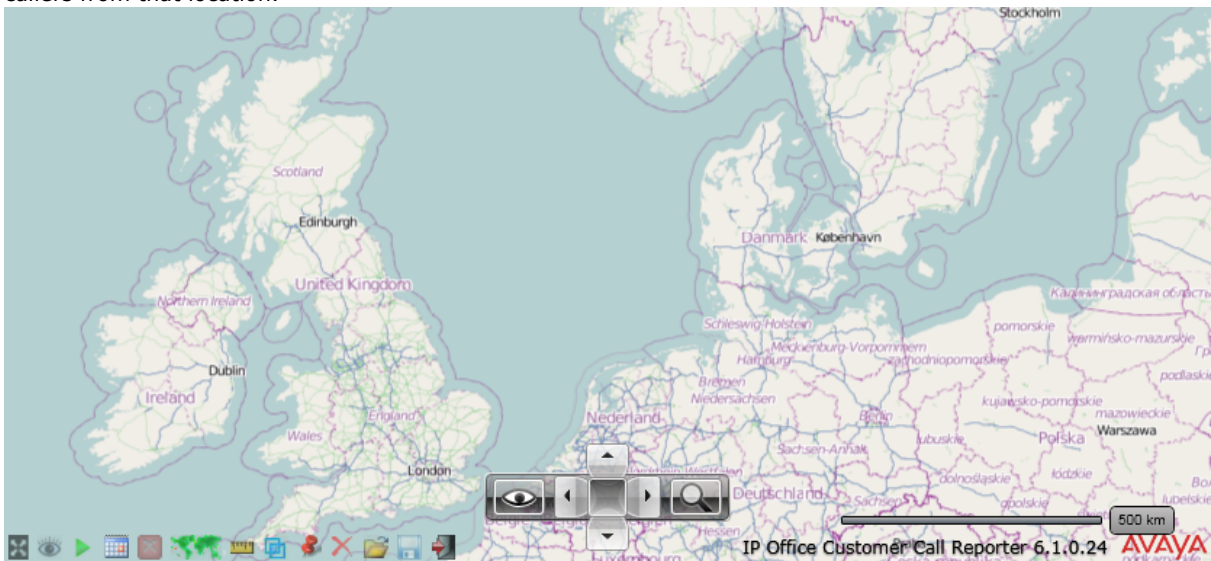 callers from that location.
Stockholm
Scotland
Edinburgh
United Kingdom
Northern Ireland
Dublin
Ireland
England
Wales
London
Danmark
København
Schleswig-Holstein
Mecklenburg-Vorpommern
Hamburg
Bremen
Niedersachsen
Nederland
Berlin
Sachsen-Anhalt
Deutschland
Sachsen
Hessen
Калининградская область
pomorskie
warmińsko-mazurskie
zachodniopomorskie
podlaskie
kujawsko-pomorskie
mazowieckie
Warszawa
Polska
lubuskie
łódzkie
dolnośląskie
opolskie
lubelskie
500 km
IP Office Customer Call Reporter 6.1.0.24
AVAYA